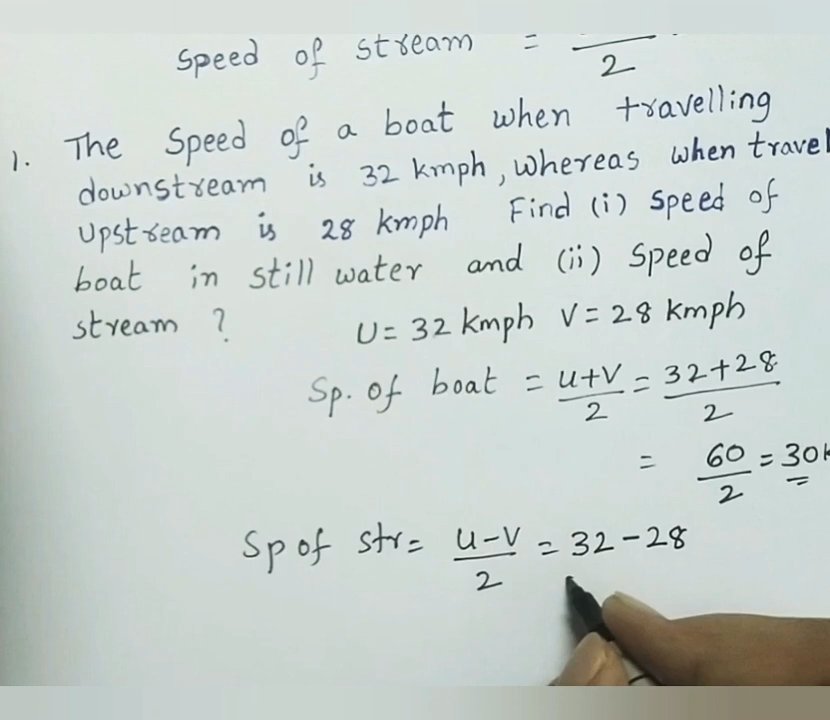 Speed of stream = 2
1. The Speed of a boat when travelling
downstream is 32 kmph, whereas when travel
Upstream is 28 kmph Find (i) Speed of
boat in still water and (ii) Speed of
stream ? U = 32 kmph V = 28 kmph
Sp. of boat = u+v/2 = 32+28/2
= 60/2 = 30k
Sp of str = u-v/2 = 32-28